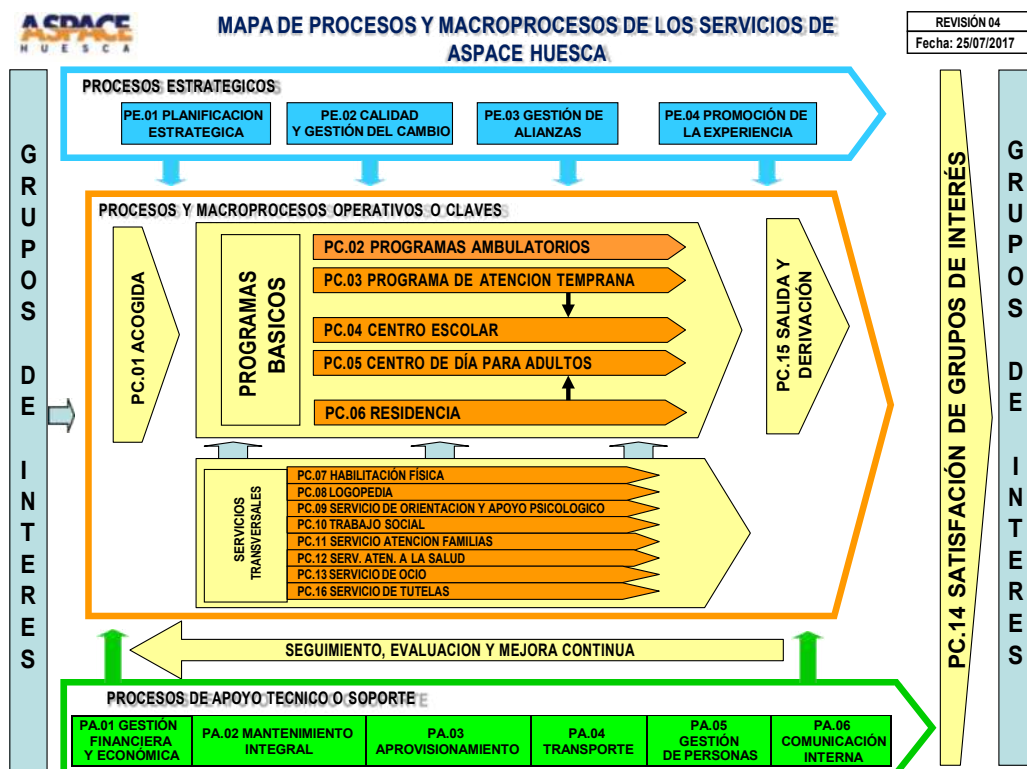 ASPACE
HUESCA
MAPA DE PROCESOS Y MACROPROCESOS DE LOS SERVICIOS DE
ASPACE HUESCA
REVISIÓN 04
Fecha: 25/07/2017
GRUPOS DE INTERES
PROCESOS ESTRATEGICOS
PE.01 PLANIFICACION
ESTRATEGICA
PE.02 CALIDAD
Y GESTIÓN DEL CAMBIO
PE.03 GESTIÓN DE
ALIANZAS
PE.04 PROMOCIÓN DE
LA EXPERIENCIA
PROCESOS Y MACROPROCESOS OPERATIVOS O CLAVES
PC.01 ACOGIDA
PROGRAMAS
BASICOS
PC.02 PROGRAMAS AMBULATORIOS
PC.03 PROGRAMA DE ATENCION TEMPRANA
PC.04 CENTRO ESCOLAR
PC.05 CENTRO DE DÍA PARA ADULTOS
PC.06 RESIDENCIA
PC.15 SALIDA Y
DERIVACIÓN
SERVICIOS
TRANSVERSALES
PC.07 HABILITACIÓN FÍSICA
PC.08 LOGOPEDIA
PC.09 SERVICIO DE ORIENTACION Y APOYO PSICOLOGICO
PC.10 TRABAJO SOCIAL
PC.11 SERVICIO ATENCION FAMILIAS
PC.12 SERV. ATEN. A LA SALUD
PC.13 SERVICIO DE OCIO
PC.16 SERVICIO DE TUTELAS
SEGUIMIENTO, EVALUACION Y MEJORA CONTINUA
PROCESOS DE APOYO TECNICO O SOPORTE
PA.01 GESTIÓN
FINANCIERA
Y ECONÓMICA
PA.02 MANTENIMIENTO
INTEGRAL
PA.03
APROVISIONAMIENTO
PA.04
TRANSPORTE
PA.05
GESTIÓN
DE PERSONAS
PA.06
COMUNICACIÓN
INTERNA
PC.14 SATISFACIÓN DE GRUPOS DE INTERÉS
GRUPOS DE INTERES